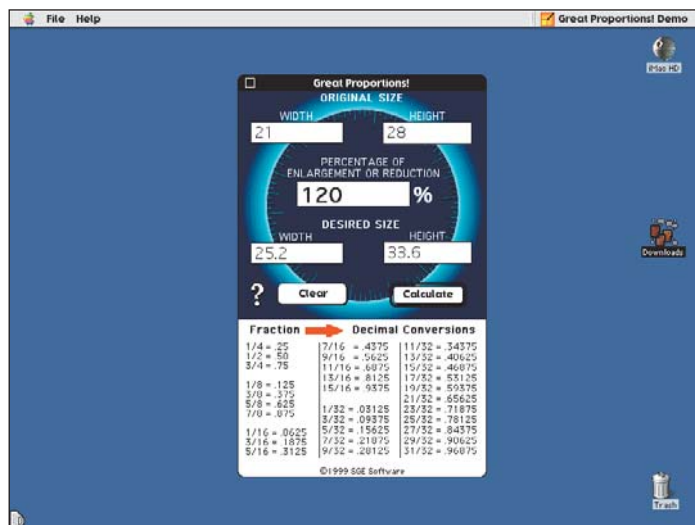 File Help
Great Proportions! Demo
iMac HD
Great Proportions!
ORIGINAL SIZE
WIDTH HEIGHT
21 28
PERCENTAGE OF
ENLARGEMENT OR REDUCTION
120 %
DESIRED SIZE
WIDTH HEIGHT
25.2 33.6
? Clear Calculate
Downloads
Fraction Decimal Conversions
1/4 = .25
1/2 = .50
3/4 = .75
1/8 = .125
3/8 = .375
5/8 = .625
7/8 = .875
1/16 = .0625
3/16 = .1875
5/16 = .3125
7/16 = .4375
9/16 = .5625
11/16 = .6875
13/16 = .8125
15/16 = .9375
1/32 = .03125
3/32 = .09375
5/32 = .15625
7/32 = .21875
9/32 = .28125
11/32 = .34375
13/32 = .40625
15/32 = .46875
17/32 = .53125
19/32 = .59375
21/32 = .65625
23/32 = .71875
25/32 = .78125
27/32 = .84375
29/32 = .90625
31/32 = .96875
©1999 SGE Software
Trash